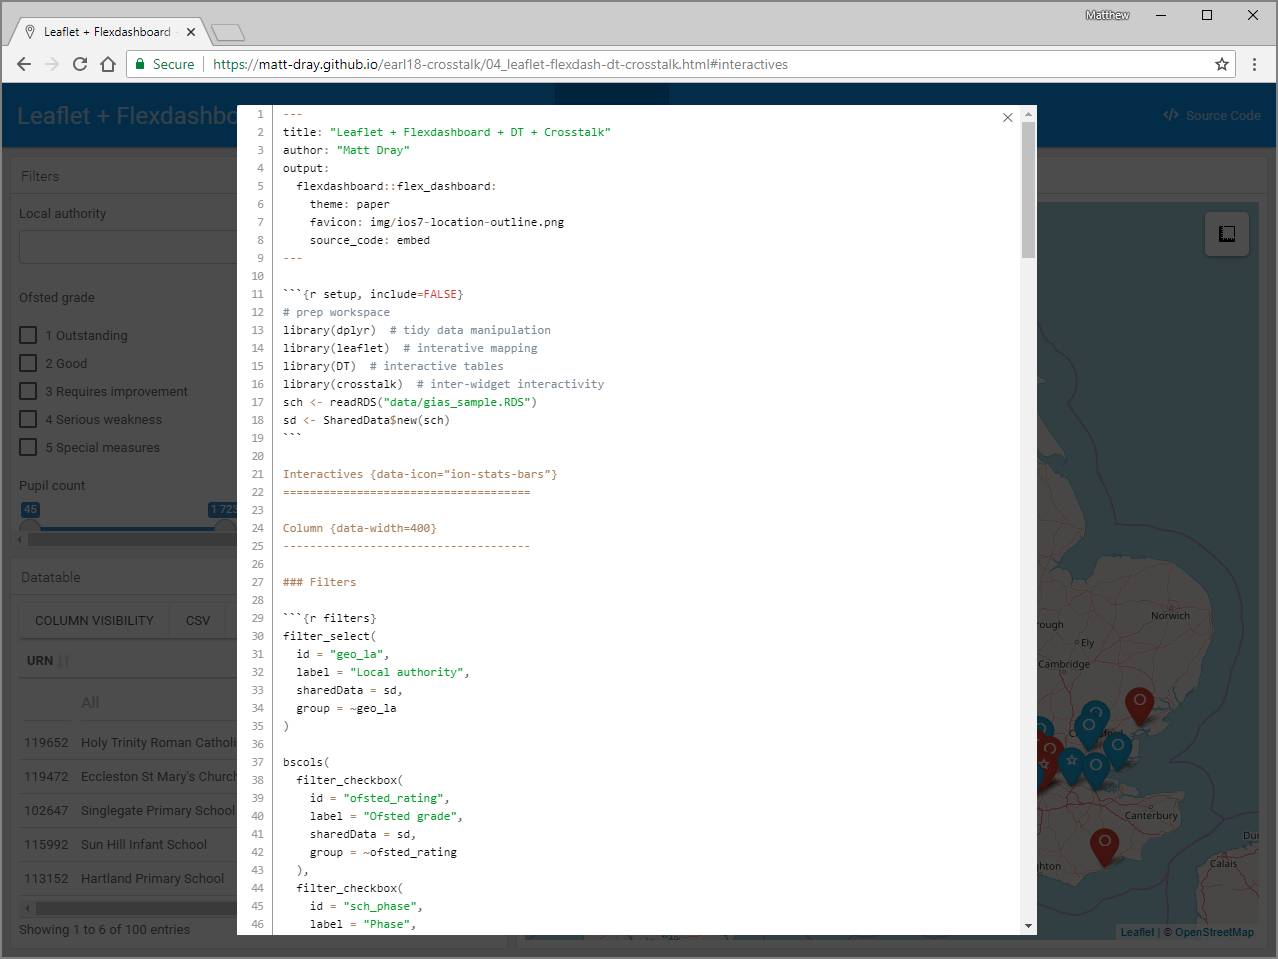 Matthew
Leaflet + Flexdashboard
Secure
https://matt-dray.github.io/earl18-crosstalk/04_leaflet-flexdash-dt-crosstalk.html#interactives
Leaflet + Flexdashbo
Source Code
Filters
Local authority
Ofsted grade
1 Outstanding
2 Good
3 Requires improvement
4 Serious weakness
5 Special measures
Pupil count
45
1 723
Datatable
COLUMN VISIBILITY
CSV
URN
All
119652 Holy Trinity Roman Catholi
119472 Eccleston St Mary's Church
102647 Singlegate Primary School
115992 Sun Hill Infant School
113152 Hartland Primary School
Showing 1 to 6 of 100 entries
1 ---
2 title: "Leaflet + Flexdashboard + DT + Crosstalk"
3 author: "Matt Dray"
4 output:
5   flexdashboard::flex_dashboard:
6     theme: paper
7     favicon: img/ios7-location-outline.png
8     source_code: embed
9 ---
10
11 ```{r setup, include=FALSE}
12 # prep workspace
13 library(dplyr)  # tidy data manipulation
14 library(leaflet)  # interative mapping
15 library(DT)  # interactive tables
16 library(crosstalk)  # inter-widget interactivity
17 sch <- readRDS("data/gias_sample.RDS")
18 sd <- SharedData$new(sch)
19 ```
20
21 Interactives {data-icon="ion-stats-bars"}
22 =====================================
23
24 Column {data-width=400}
25 -------------------------------------
26
27 ### Filters
28
29 ```{r filters}
30 filter_select(
31   id = "geo_la",
32   label = "Local authority",
33   sharedData = sd,
34   group = ~geo_la
35 )
36
37 bscols(
38   filter_checkbox(
39     id = "ofsted_rating",
40     label = "Ofsted grade",
41     sharedData = sd,
42     group = ~ofsted_rating
43   ),
44   filter_checkbox(
45     id = "sch_phase",
46     label = "Phase",
Norwich
rough
Ely
Cambridge
Canterbury
ghton
Calais
Leaflet | © OpenStreetMap